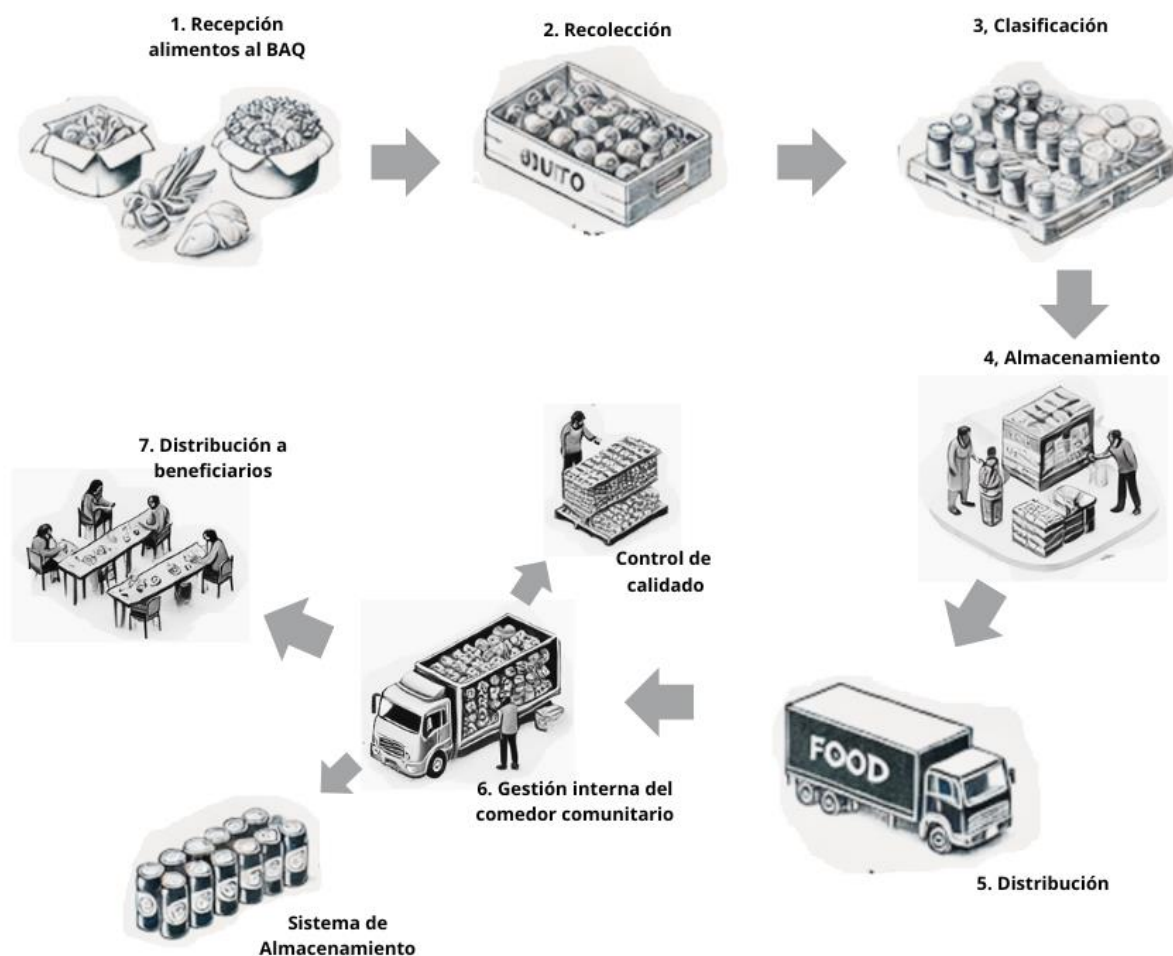 1. Recepción
alimentos al BAQ
2. Recolección
3, Clasificación
4, Almacenamiento
7. Distribución a
beneficiarios
Control de
calidado
FOOD
6. Gestión interna del
comedor comunitario
5. Distribución
Sistema de
Almacenamiento